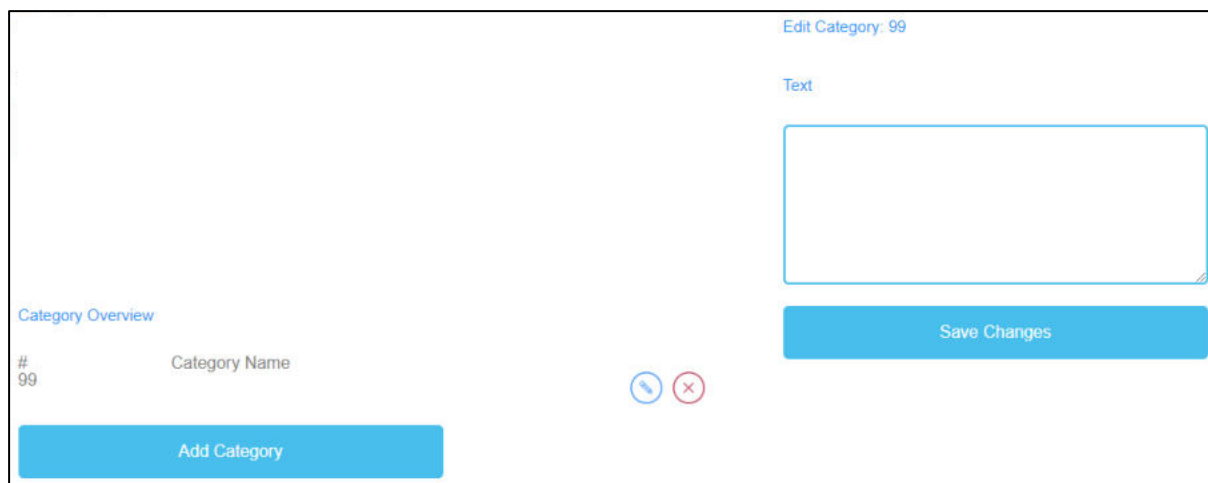 Edit Category: 99
Text
Save Changes
Category Overview
# Category Name
99
Add Category